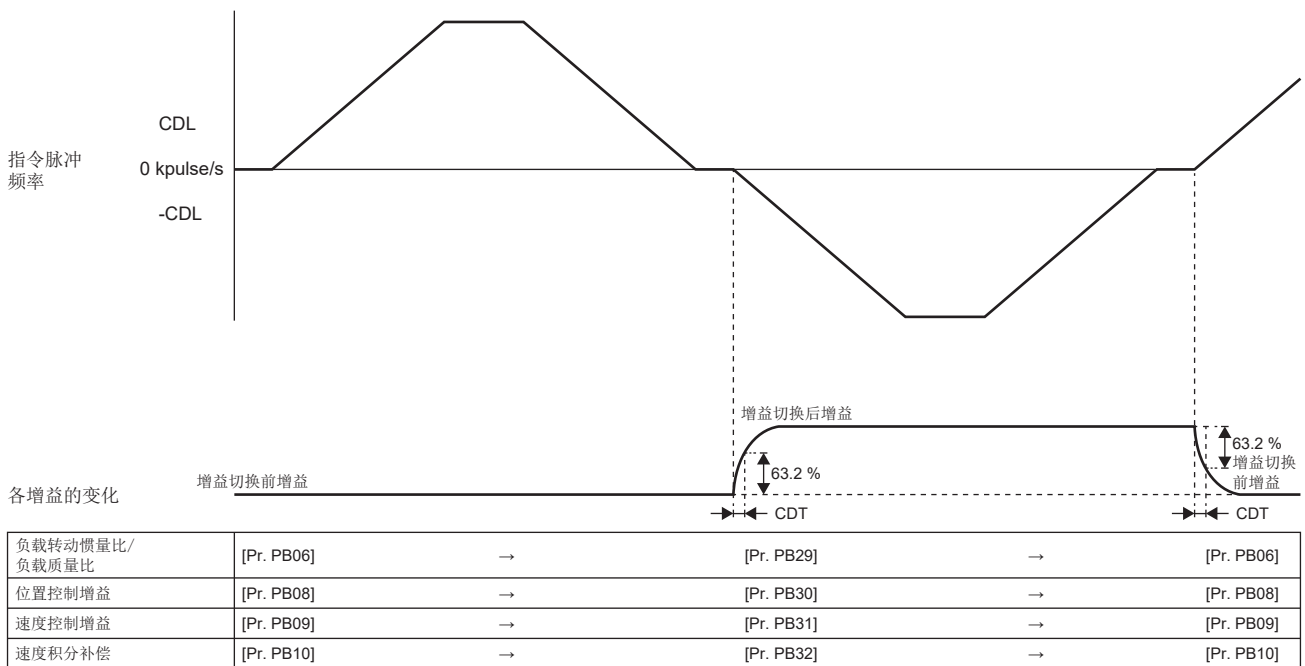 CDL
指令脉冲
频率
0 kpulse/s
-CDL
增益切换后增益
63.2 %
63.2 %
增益切换
前增益
各增益的变化
增益切换前增益
CDT
CDT
负载转动惯量比/
负载质量比
[Pr. PB06] → [Pr. PB29] → [Pr. PB06]
位置控制增益 [Pr. PB08] → [Pr. PB30] → [Pr. PB08]
速度控制增益 [Pr. PB09] → [Pr. PB31] → [Pr. PB09]
速度积分补偿 [Pr. PB10] → [Pr. PB32] → [Pr. PB10]